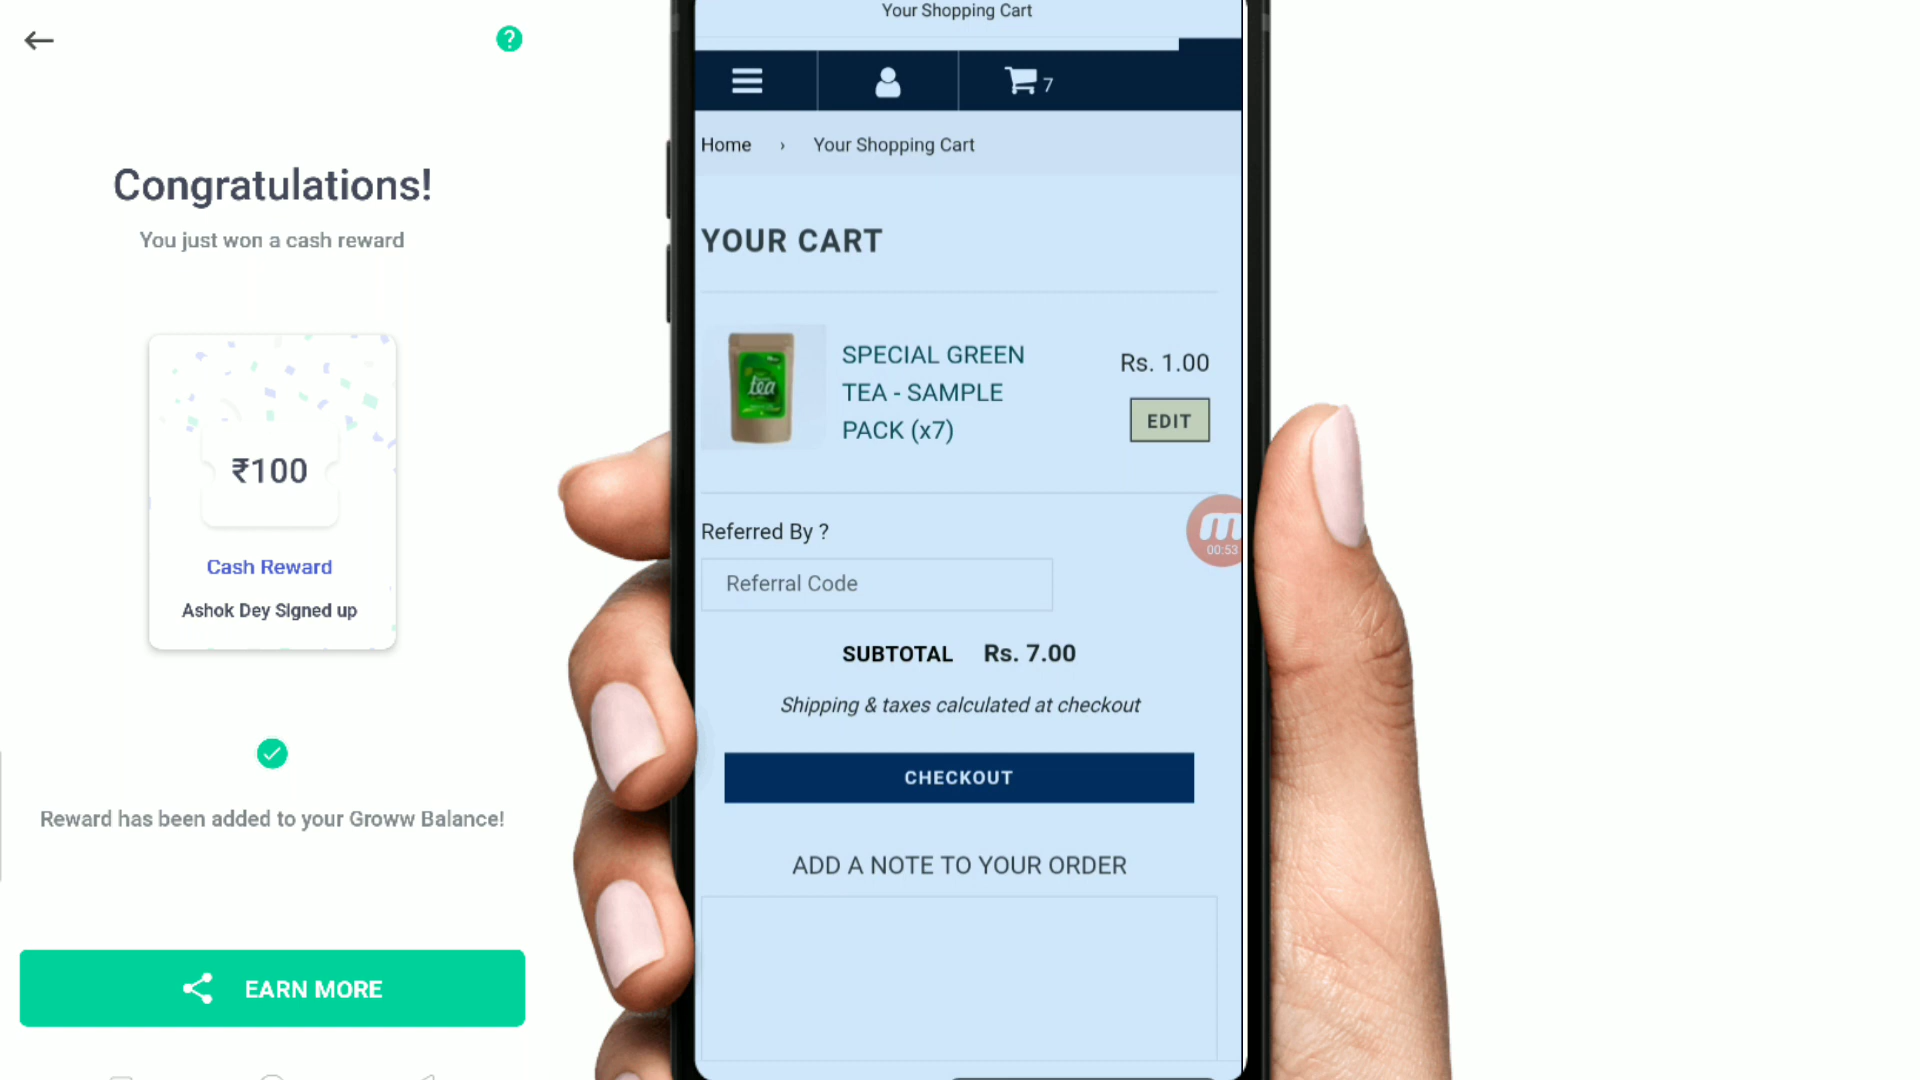 ?
Congratulations!
You just won a cash reward
₹100
Cash Reward
Ashok Dey Signed up
Reward has been added to your Groww Balance!
EARN MORE
Your Shopping Cart
7
Home › Your Shopping Cart
YOUR CART
tea
SPECIAL GREEN
TEA - SAMPLE
PACK (x7)
Rs. 1.00
EDIT
Referred By ?
Referral Code
00:53
SUBTOTAL Rs. 7.00
Shipping & taxes calculated at checkout
CHECKOUT
ADD A NOTE TO YOUR ORDER